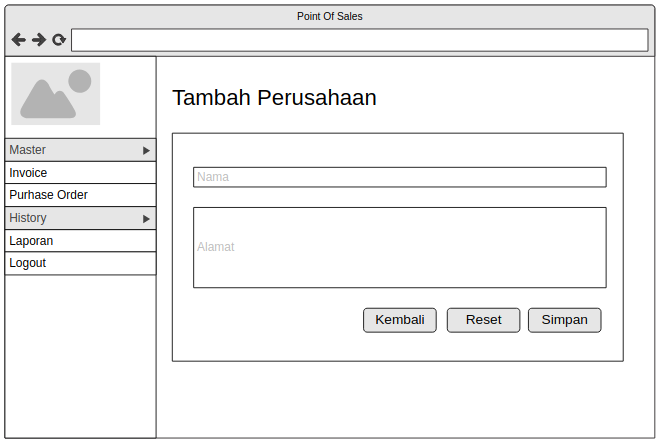 Point Of Sales
Tambah Perusahaan
Master
Invoice
Purhase Order
History
Laporan
Logout
Nama
Alamat
Kembali Reset Simpan